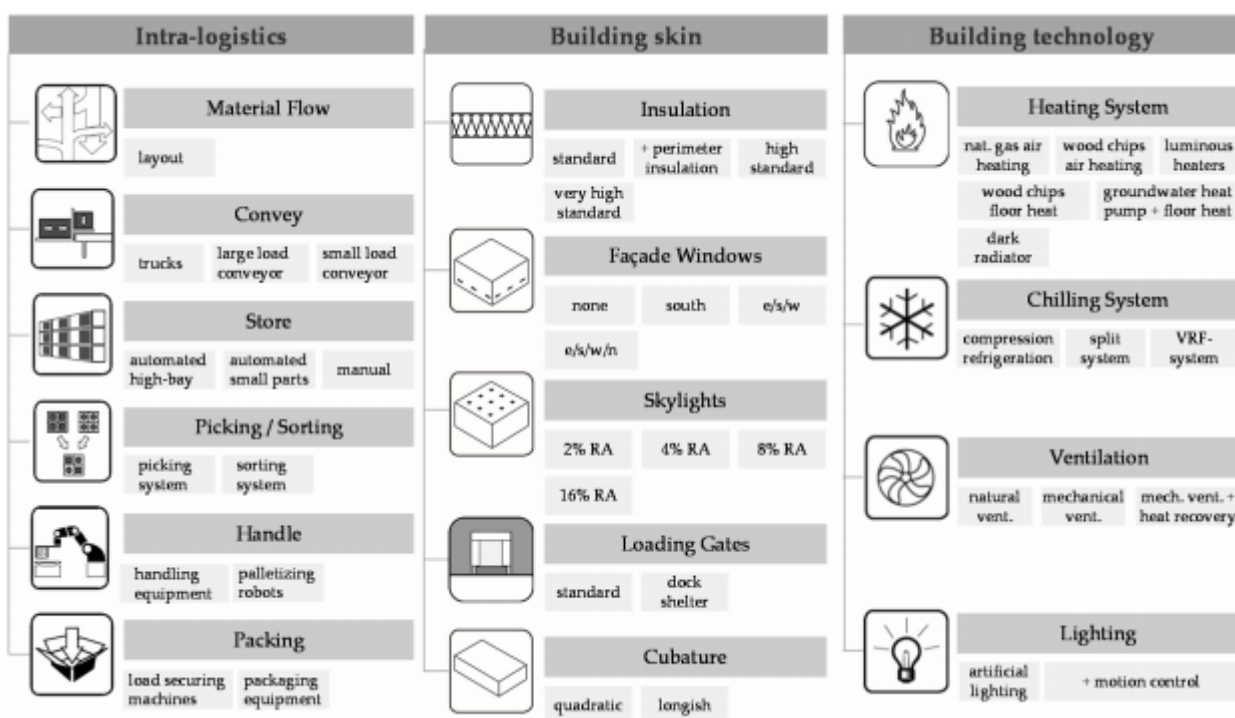 Intra-logistics
Material Flow
layout
Convey
trucks
large load
conveyor
small load
conveyor
Store
automated
high-bay
automated
small parts
manual
Picking / Sorting
picking
system
sorting
system
Handle
handling
equipment
palletizing
robots
Packing
load securing
machines
packaging
equipment
Building skin
Insulation
standard
+ perimeter
insulation
high
standard
very high
standard
Façade Windows
none
south
e/s/w
e/s/w/n
Skylights
2% RA
4% RA
8% RA
16% RA
Loading Gates
standard
dock
shelter
Cubature
quadratic
longish
Building technology
Heating System
nat. gas air
heating
wood chips
air heating
luminous
heaters
wood chips
floor heat
groundwater heat
pump + floor heat
dark
radiator
Chilling System
compression
refrigeration
split
system
VRF-
system
Ventilation
natural
vent.
mechanical
vent.
mech. vent. +
heat recovery
Lighting
artificial
lighting
+ motion control